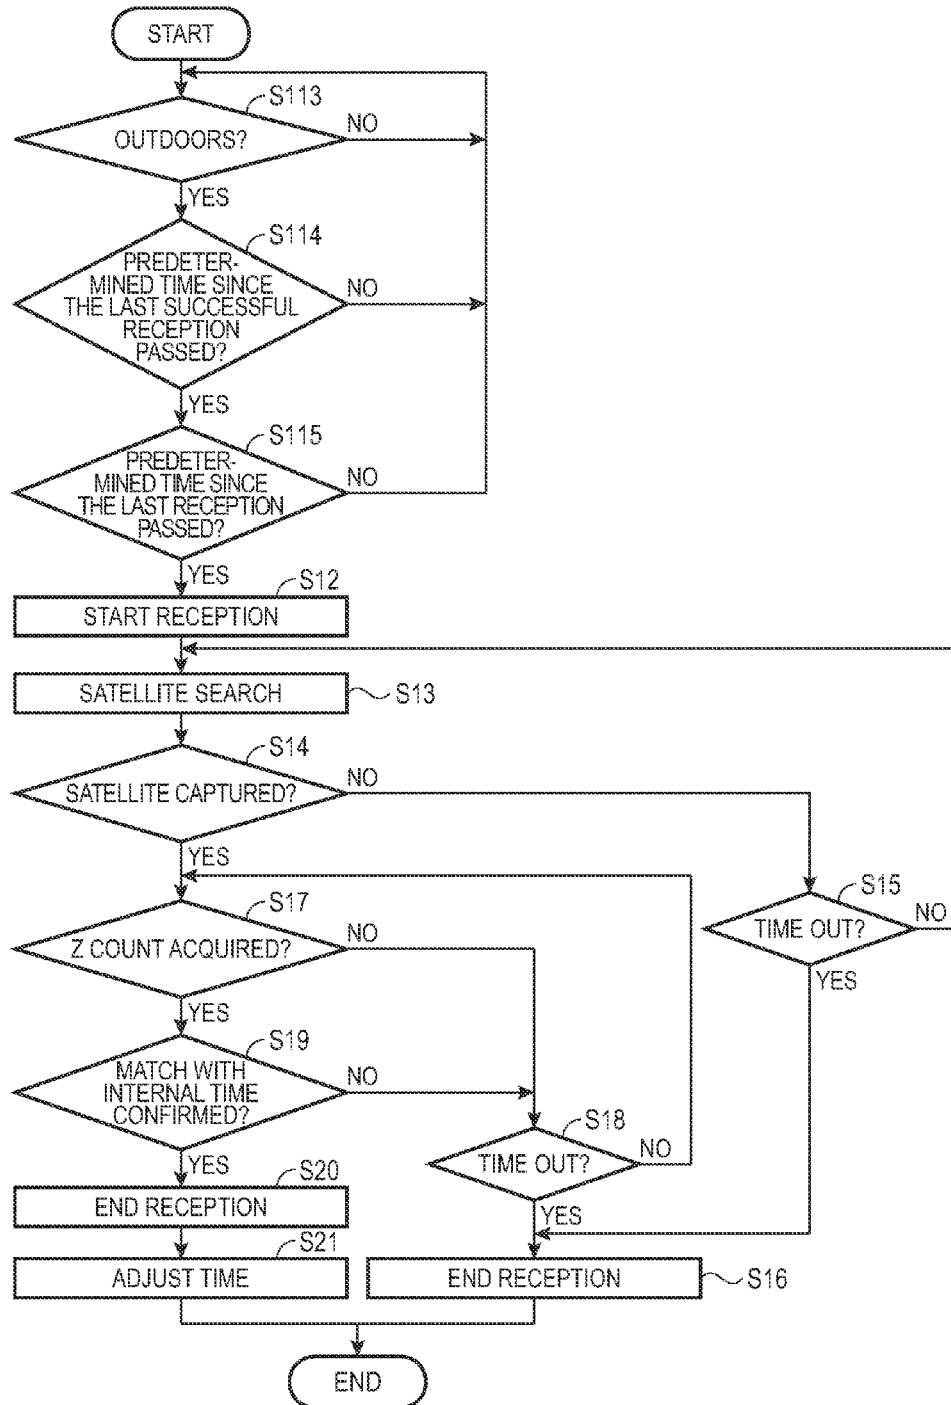 START
S113
OUTDOORS?
NO
YES
S114
PREDETER-
MINED TIME SINCE
THE LAST SUCCESSFUL
RECEPTION
PASSED?
NO
YES
S115
PREDETER-
MINED TIME SINCE
THE LAST RECEPTION
PASSED?
NO
YES
S12
START RECEPTION
SATELLITE SEARCH
S13
S14
SATELLITE CAPTURED?
NO
YES
S15
TIME OUT?
NO
YES
S17
Z COUNT ACQUIRED?
NO
YES
S19
MATCH WITH
INTERNAL TIME
CONFIRMED?
NO
YES
S18
TIME OUT?
NO
YES
S20
END RECEPTION
S21
ADJUST TIME
END RECEPTION
S16
END